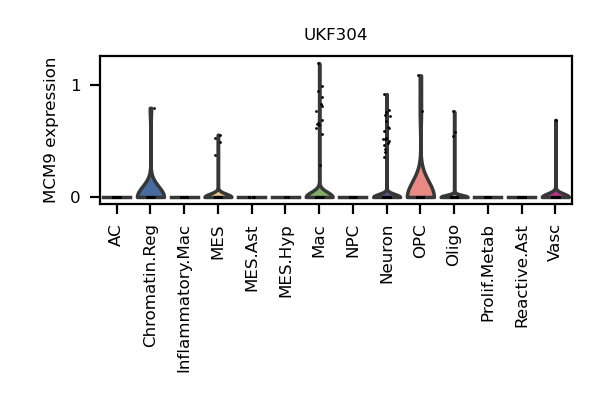 UKF304
MCM9 expression
1
0
AC
Chromatin.Reg
Inflammatory.Mac
MES
MES.Ast
MES.Hyp
Mac
NPC
Neuron
OPC
Oligo
Prolif.Metab
Reactive.Ast
Vasc